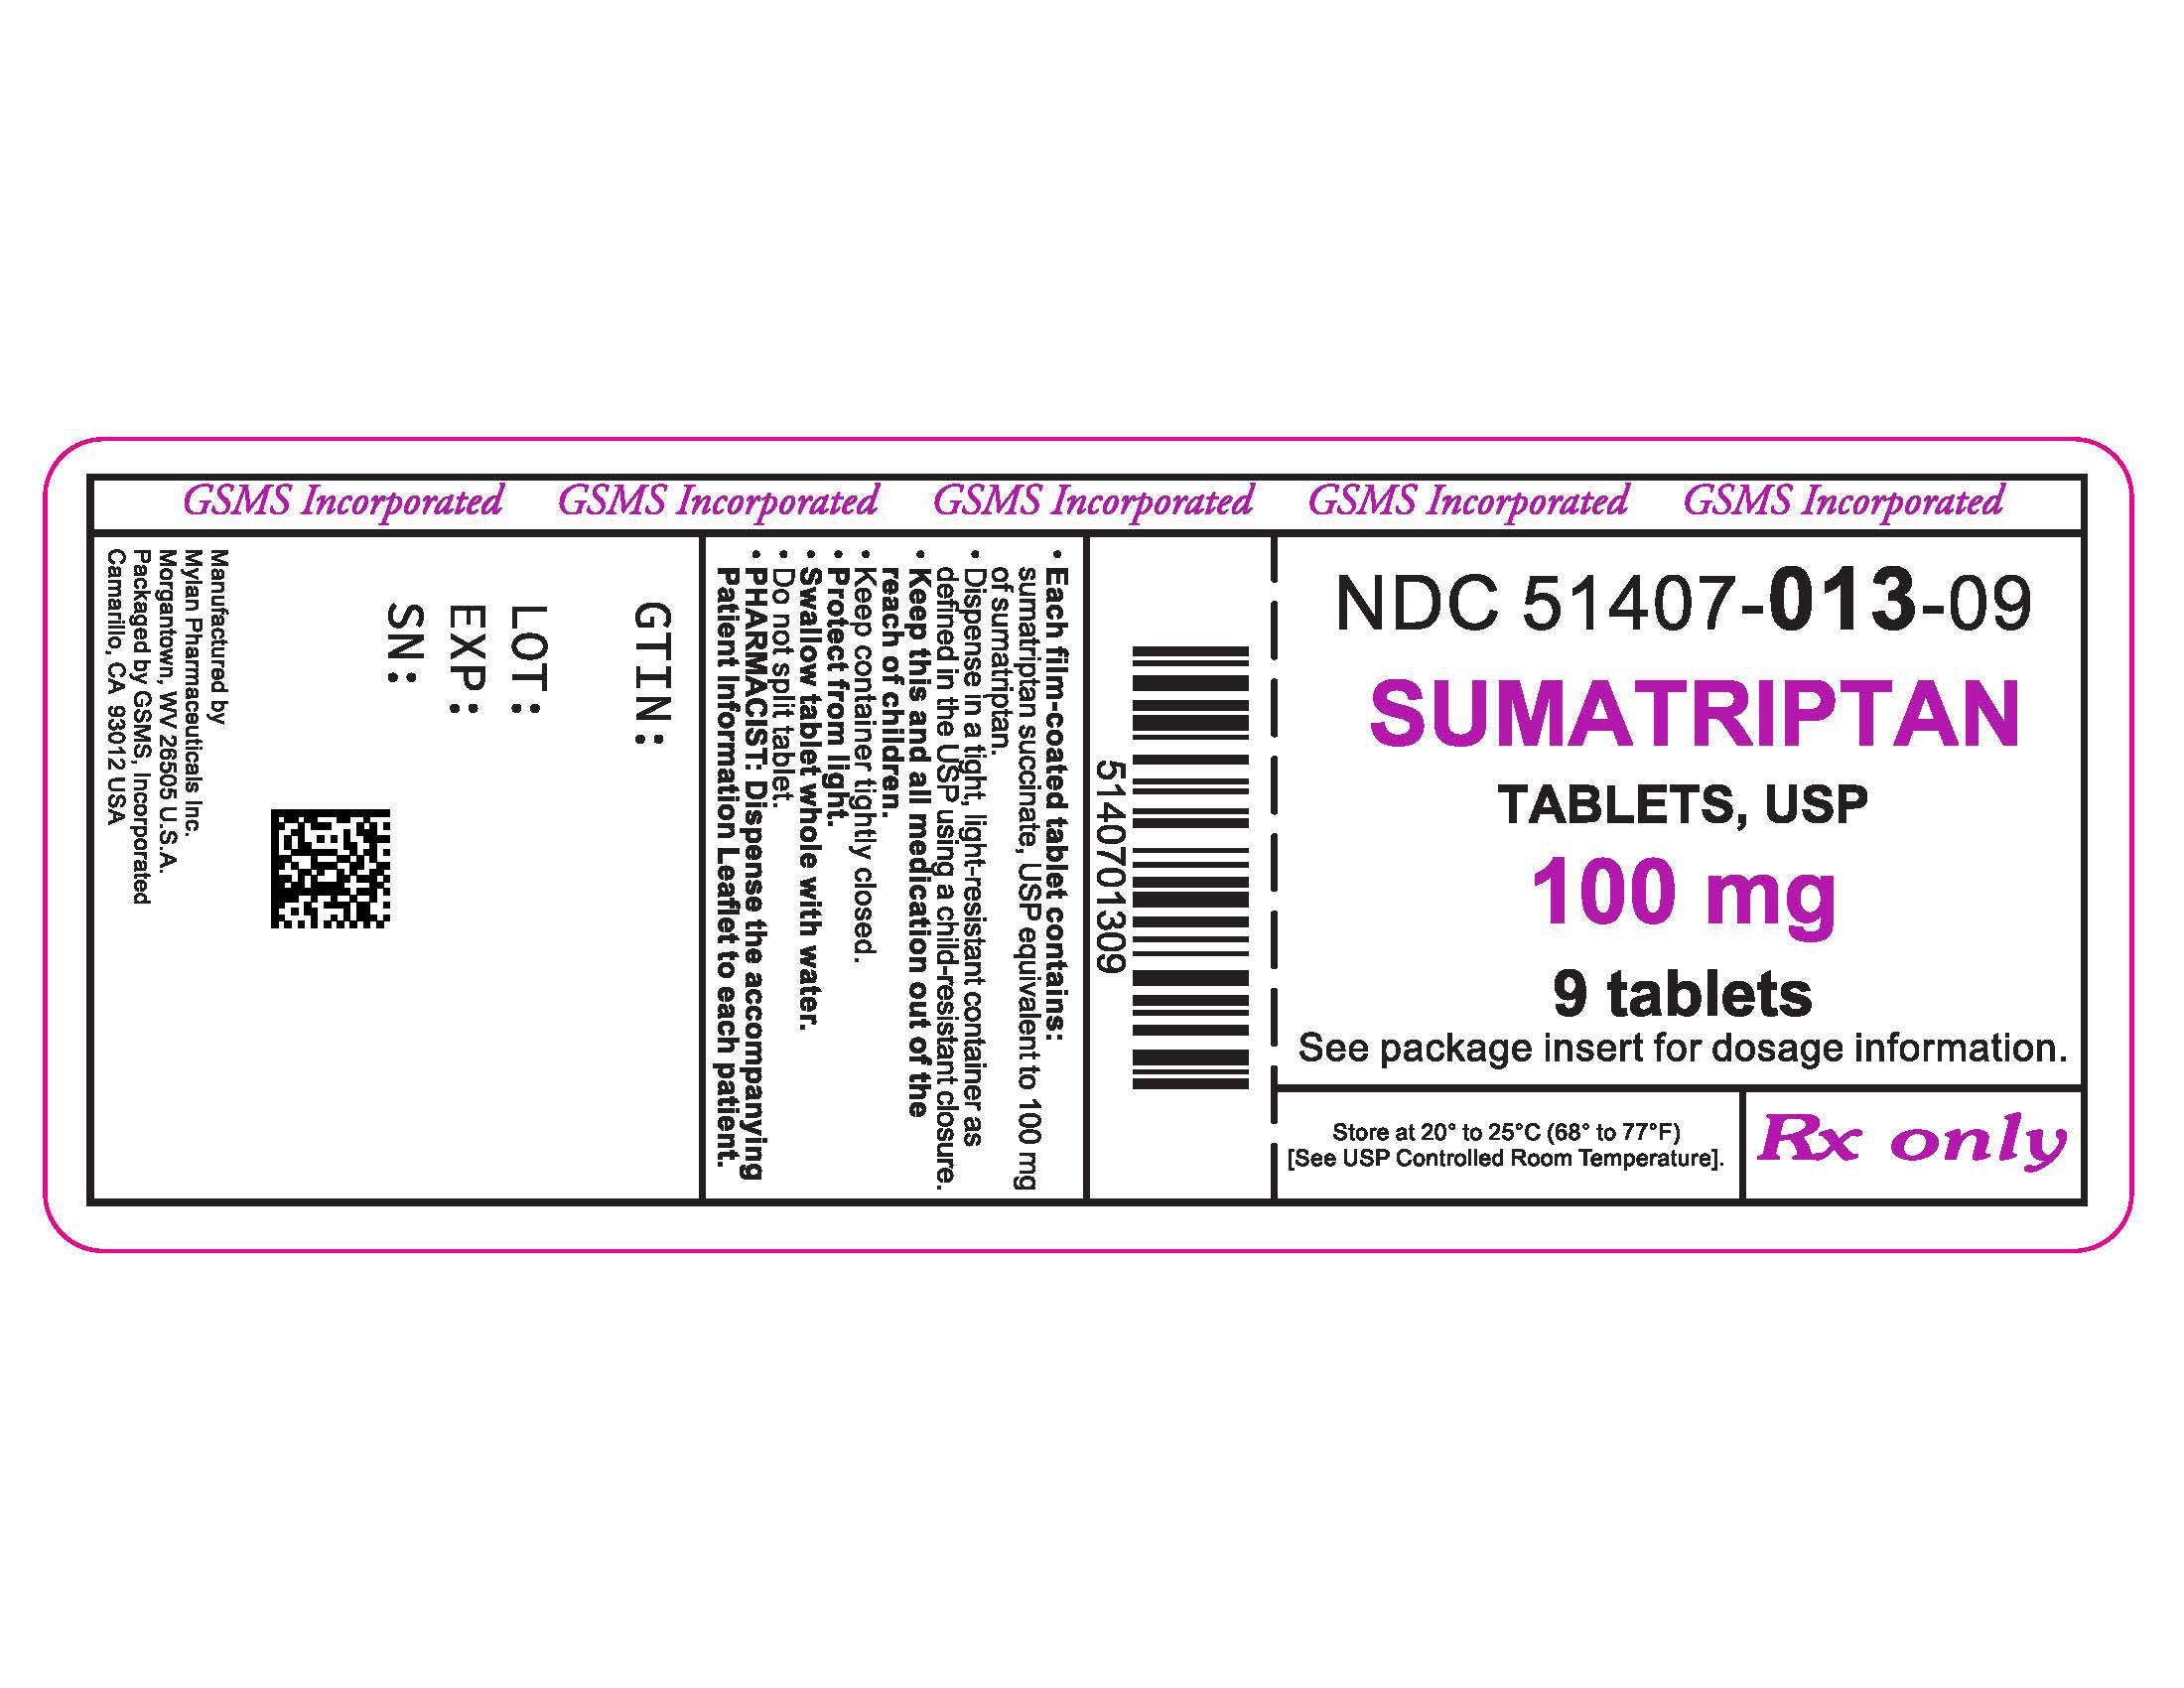 GSMS Incorporated GSMS Incorporated GSMS Incorporated GSMS Incorporated GSMS Incorporated
NDC 51407-013-09
SUMATRIPTAN
TABLETS, USP
100 mg
9 tablets
See package insert for dosage information.
Store at 20° to 25°C (68° to 77°F)
[See USP Controlled Room Temperature].
Rx only
5140701309
• Each film-coated tablet contains:
sumatriptan succinate, USP equivalent to 100 mg
of sumatriptan.
• Dispense in a tight, light-resistant container as
defined in the USP using a child-resistant closure.
• Keep this and all medication out of the
reach of children.
• Keep container tightly closed.
• Protect from light.
• Swallow tablet whole with water.
• Do not split tablet.
• PHARMACIST: Dispense the accompanying
Patient Information Leaflet to each patient.
GTIN:
LOT:
EXP:
SN:
Manufactured by
Mylan Pharmaceuticals Inc.
Morgantown, WV 26505 U.S.A.
Packaged by GSMS, Incorporated
Camarillo, CA 93012 USA